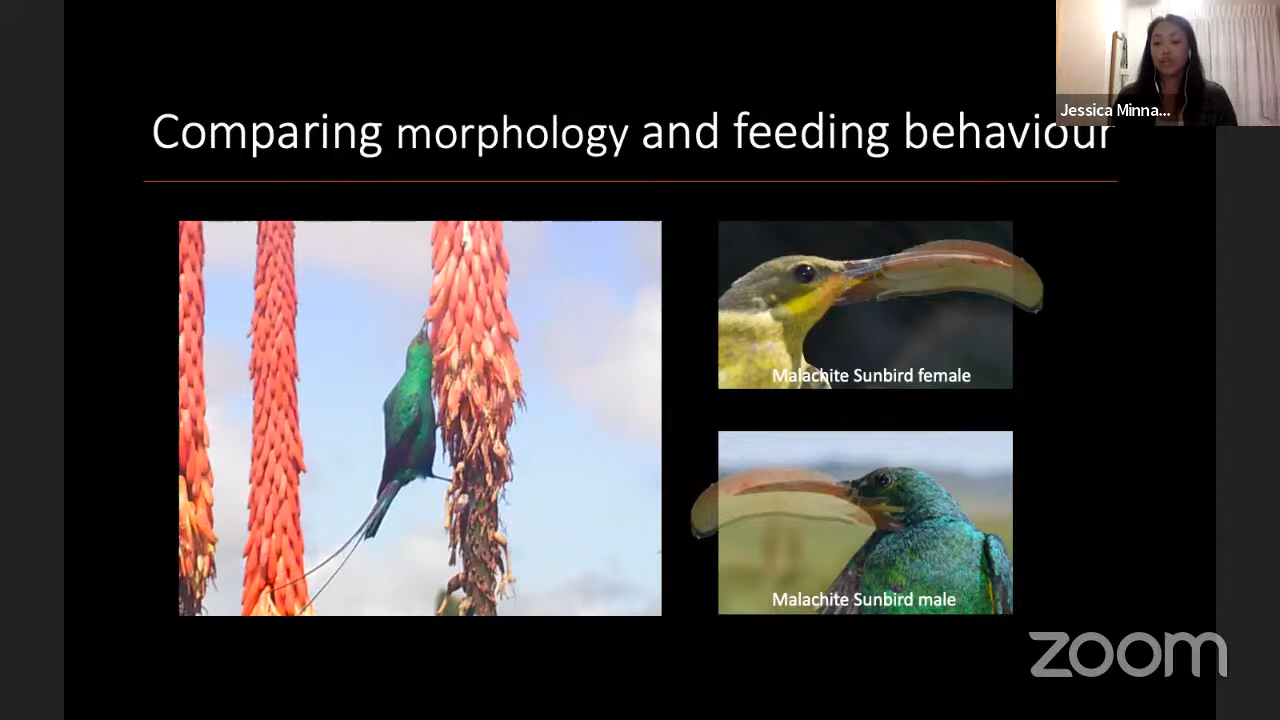 Jessica Minna...
Comparing morphology and feeding behaviour
Malachite Sunbird female
Malachite Sunbird male
zoom